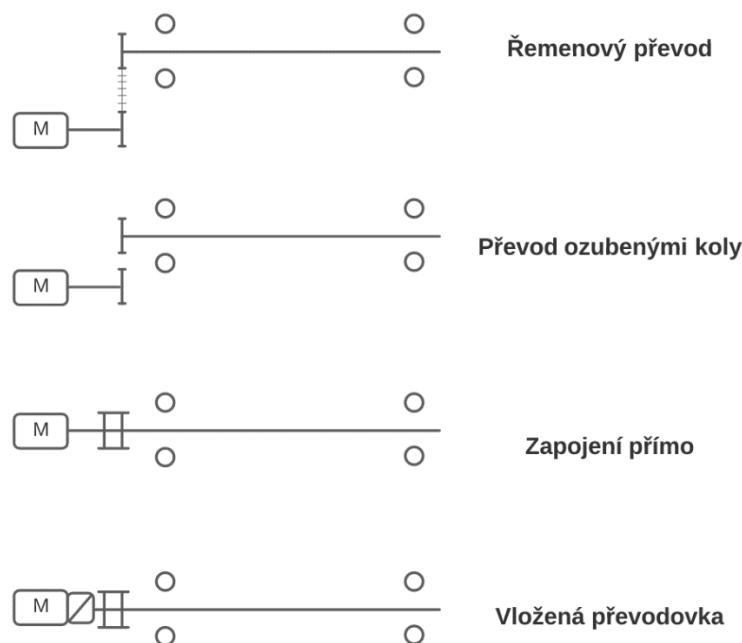 Řemenový převod
M
Převod ozubenými koly
M
M
Zapojení přímo
M
Vložená převodovka